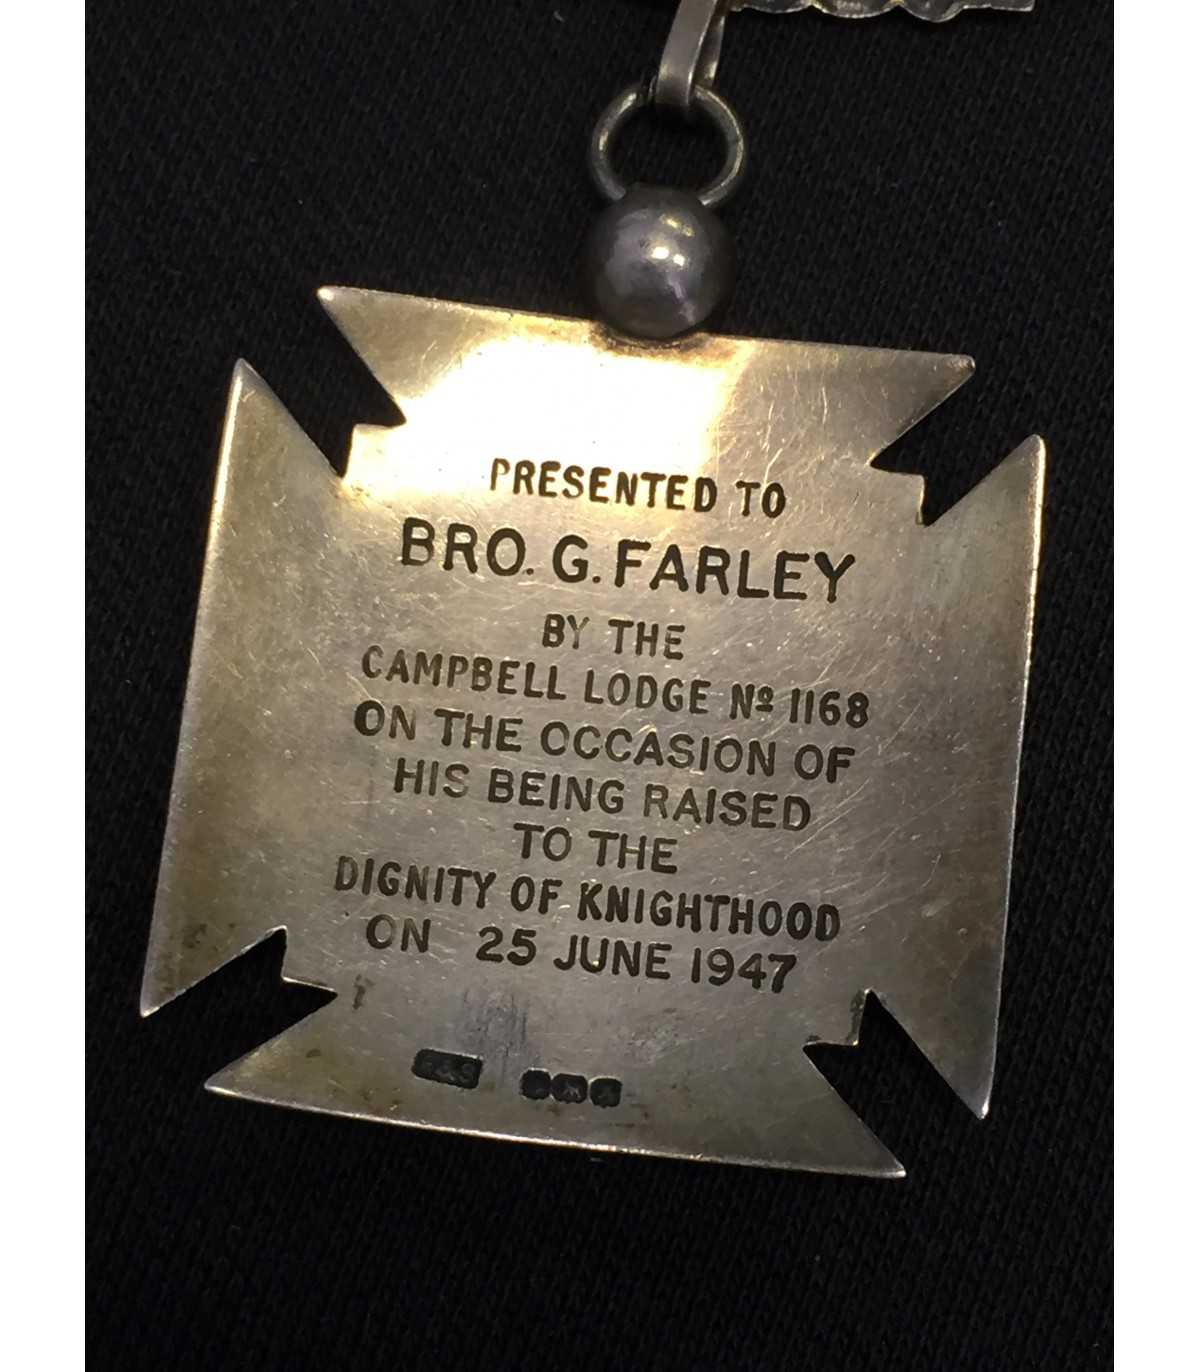 PRESENTED TO
BRO. G. FARLEY
BY THE
CAMPBELL LODGE Nº 1168
ON THE OCCASION OF
HIS BEING RAISED
TO THE
DIGNITY OF KNIGHTHOOD
ON 25 JUNE 1947